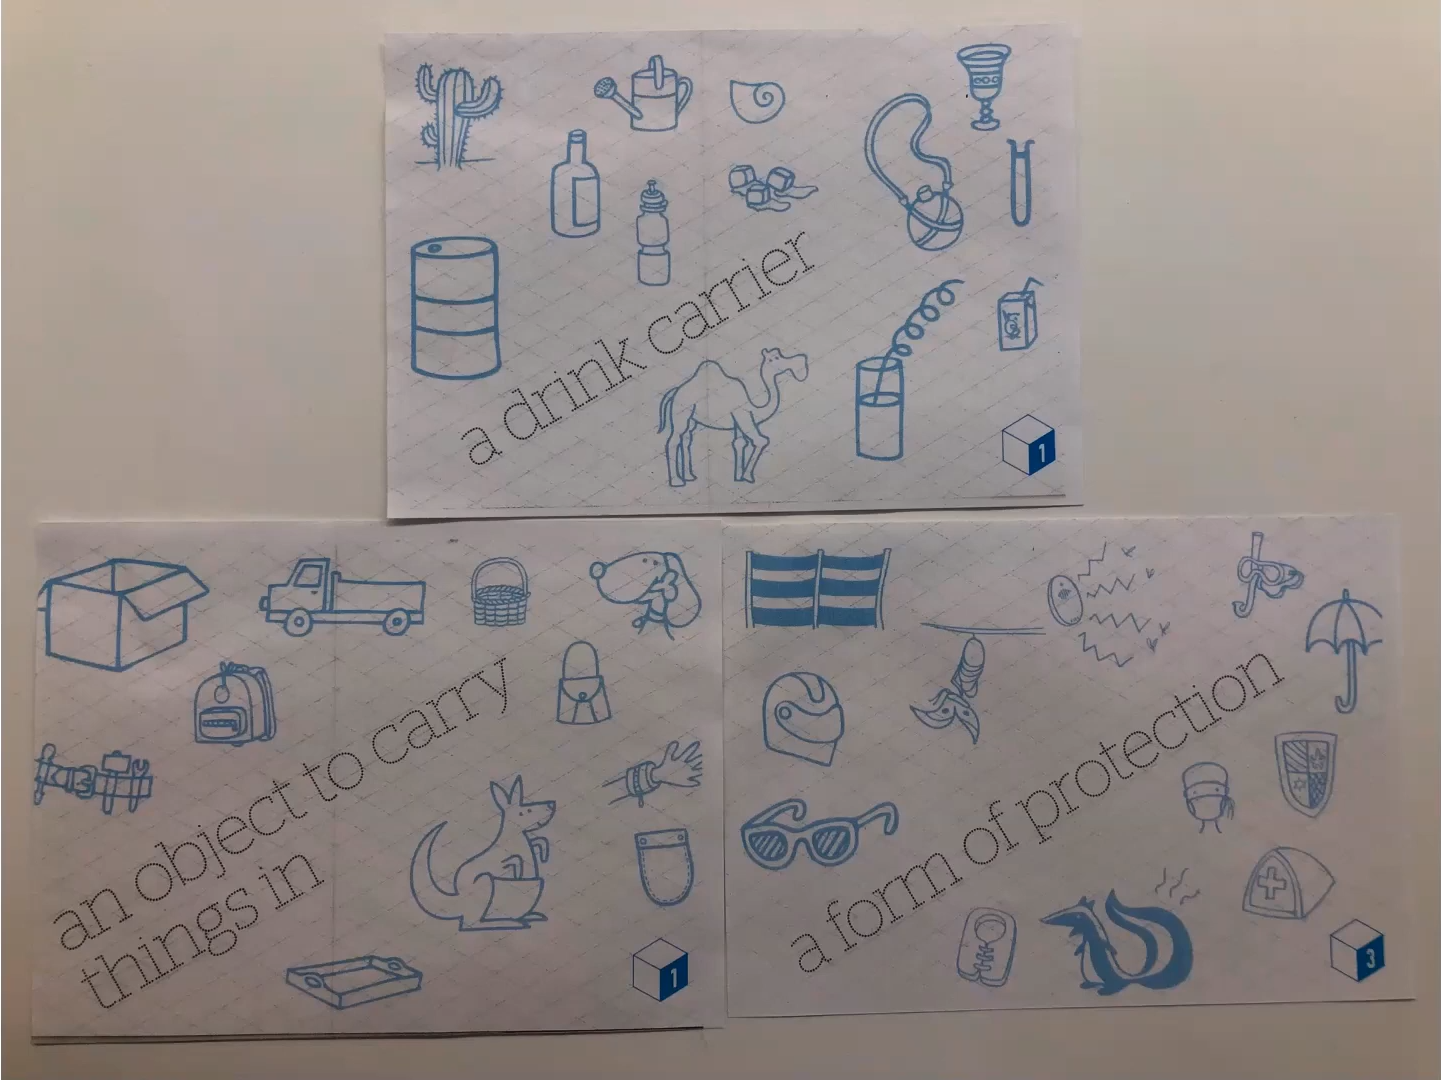 a drink carrier
1
an object to carry
things in
1
a form of protection
3